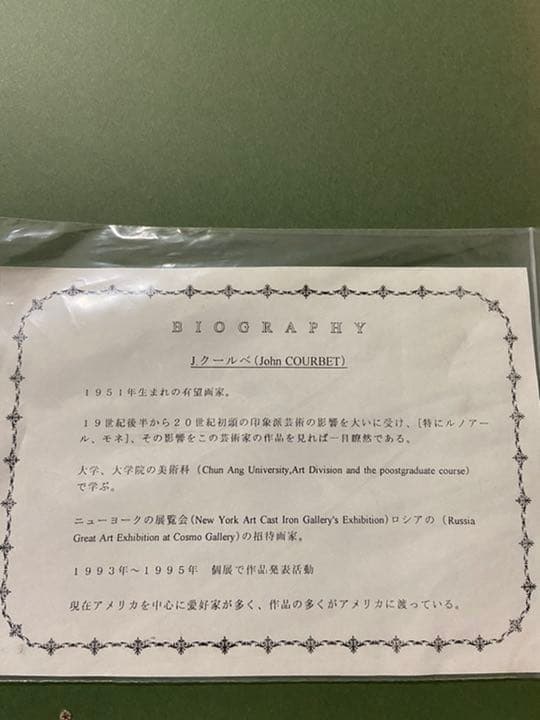 BIOGRAPHY
J.クールベ(John COURBET)
1951年生まれの有望画家。
19世紀後半から20世紀初頭の印象派芸術の影響を大いに受け、[特にルノアー
ル、モネ]、その影響をこの芸術家の作品を見れば一目瞭然である。
大学、大学院の美術科 (Chun Ang University,Art Division and the poostgraduate course)
で学ぶ。
ニューヨークの展覧会(New York Art Cast Iron Gallery's Exhibition)ロシアの (Russia
Great Art Exhibition at Cosmo Gallery)の招待画家。
1993年～1995年 個展で作品発表活動
現在アメリカを中心に愛好家が多く、作品の多くがアメリカに渡っている。